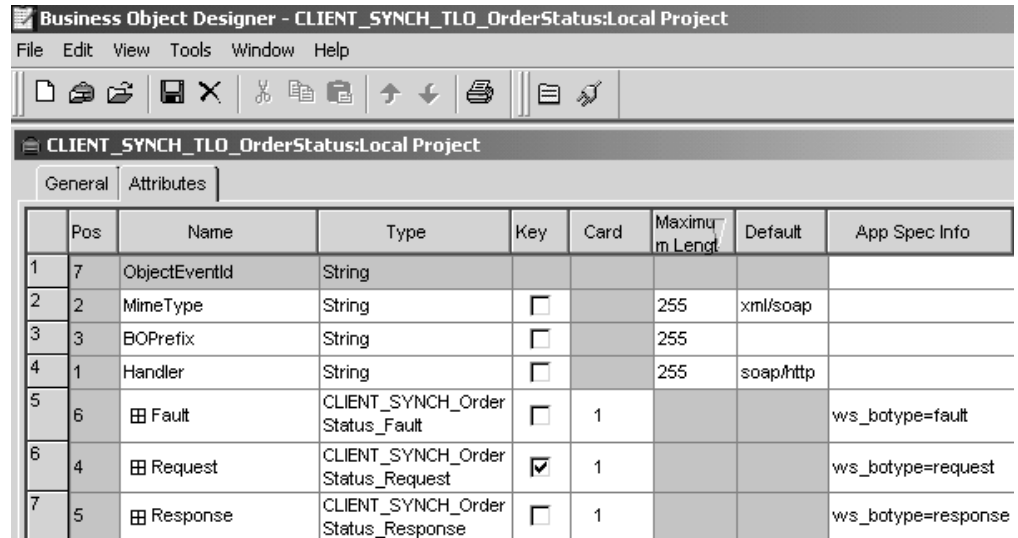 Business Object Designer - CLIENT_SYNCH_TLO_OrderStatus:Local Project
File Edit View Tools Window Help
CLIENT_SYNCH_TLO_OrderStatus:Local Project
General Attributes
Pos Name Type Key Card Maximu m Lengt Default App Spec Info
1 7 ObjectEventId String
2 2 MimeType String 255 xml/soap
3 3 BOPrefix String 255
4 1 Handler String 255 soap/http
5 6 Fault CLIENT_SYNCH_Order Status_Fault 1 ws_botype=fault
6 4 Request CLIENT_SYNCH_Order Status_Request 1 ws_botype=request
7 5 Response CLIENT_SYNCH_Order Status_Response 1 ws_botype=response